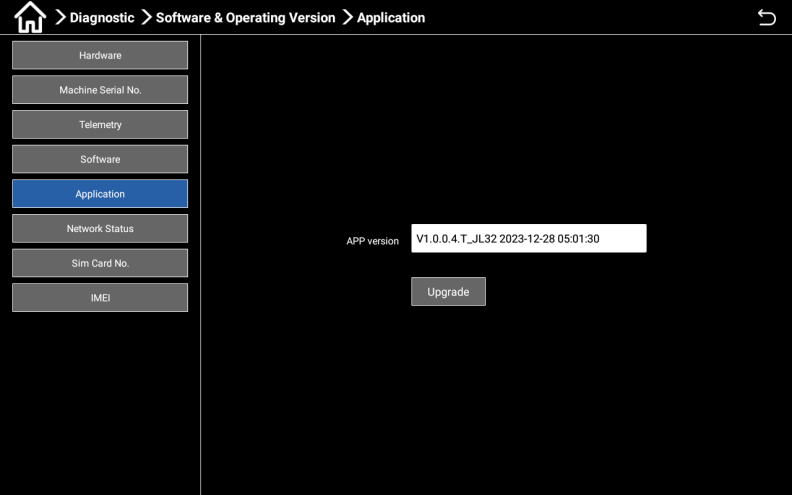 Diagnostic Software & Operating Version Application
Hardware
Machine Serial No.
Telemetry
Software
Application
Network Status
Sim Card No.
IMEI
APP version V1.0.0.4.T_JL32 2023-12-28 05:01:30
Upgrade